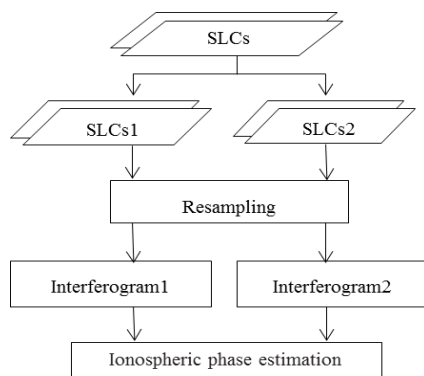 SLCs
SLCs1
SLCs2
Resampling
Interferogram1
Interferogram2
Ionospheric phase estimation